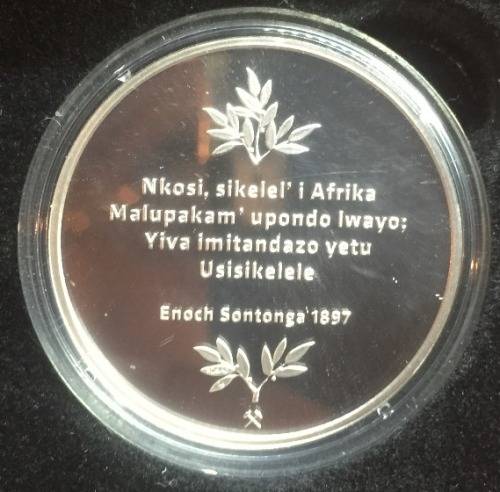 Nkosi, sikelel' i Afrika
Malupakam' upondo lwayo;
Yiva imitandazo yetu
Usisikelele
Enoch Sontonga 1897